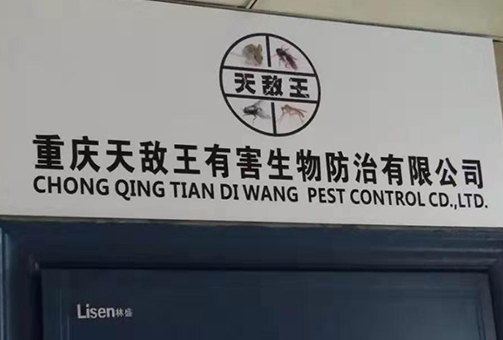 天敌王
重庆天敌王有害生物防治有限公司
CHONG QING TIAN DI WANG PEST CONTROL CD.,LTD.
Lisen林盛